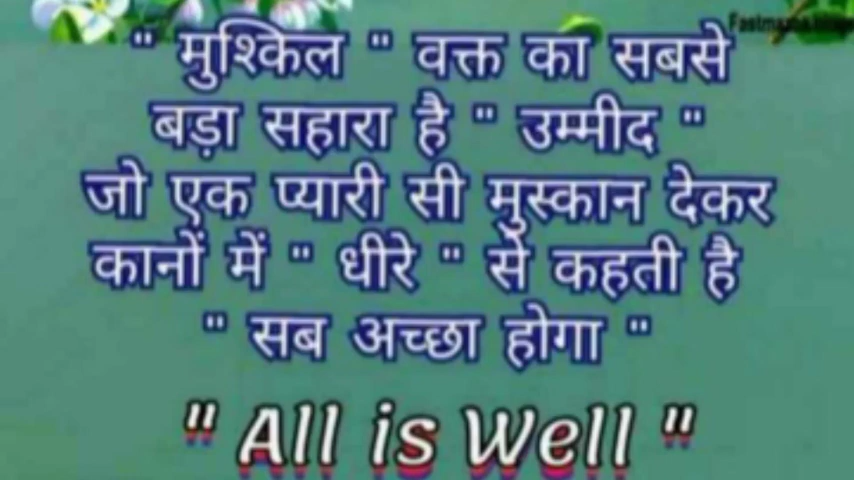 " मुश्किल " वक्त का सबसे
बड़ा सहारा है " उम्मीद "
जो एक प्यारी सी मुस्कान देकर
कानों में " धीरे " से कहती है
" सब अच्छा होगा "
" All is Well "